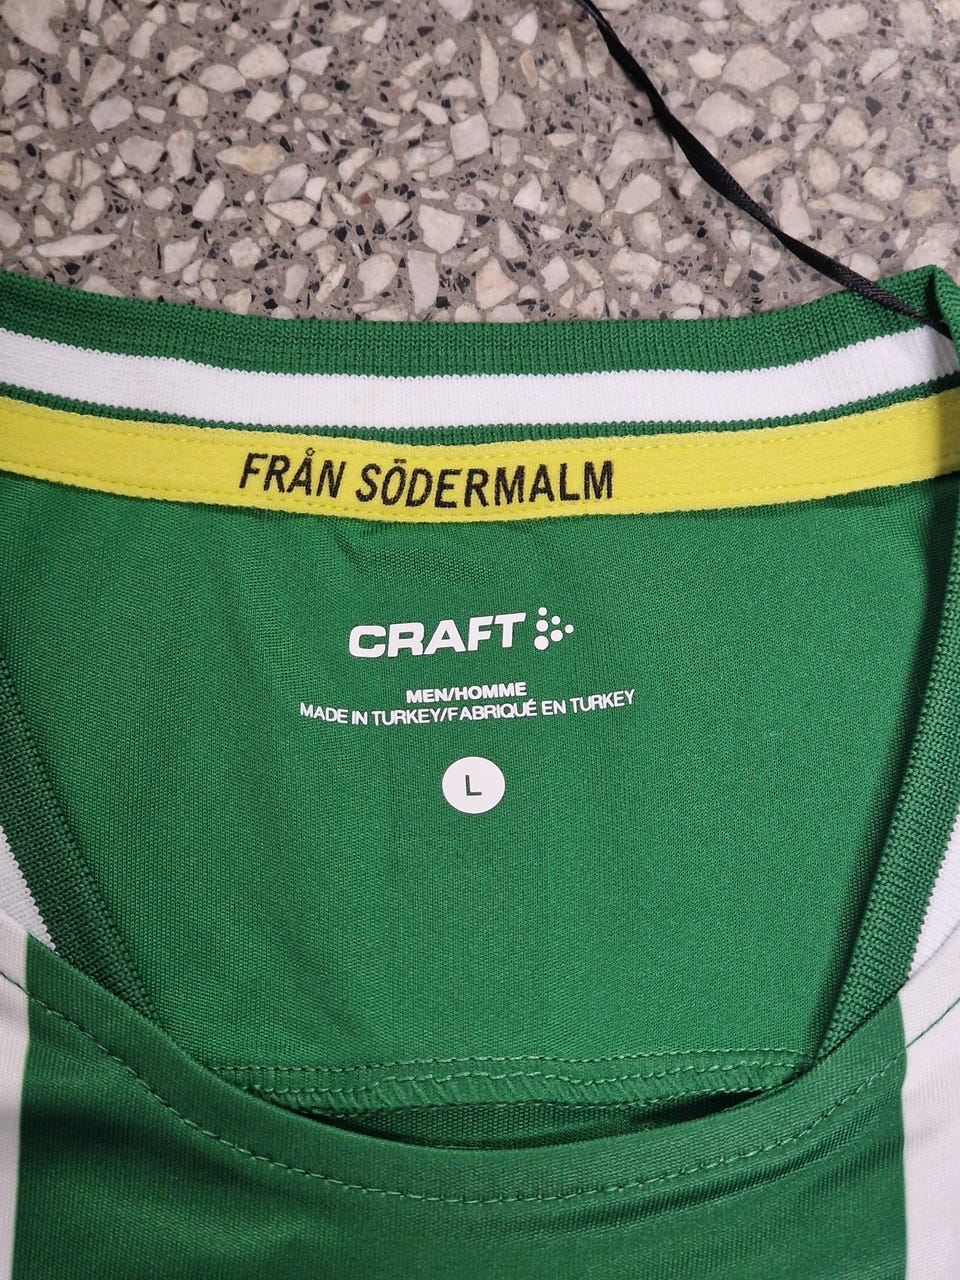 FRÅN SÖDERMALM
CRAFT
MEN/HOMME
MADE IN TURKEY/FABRIQUÉ EN TURKEY
L